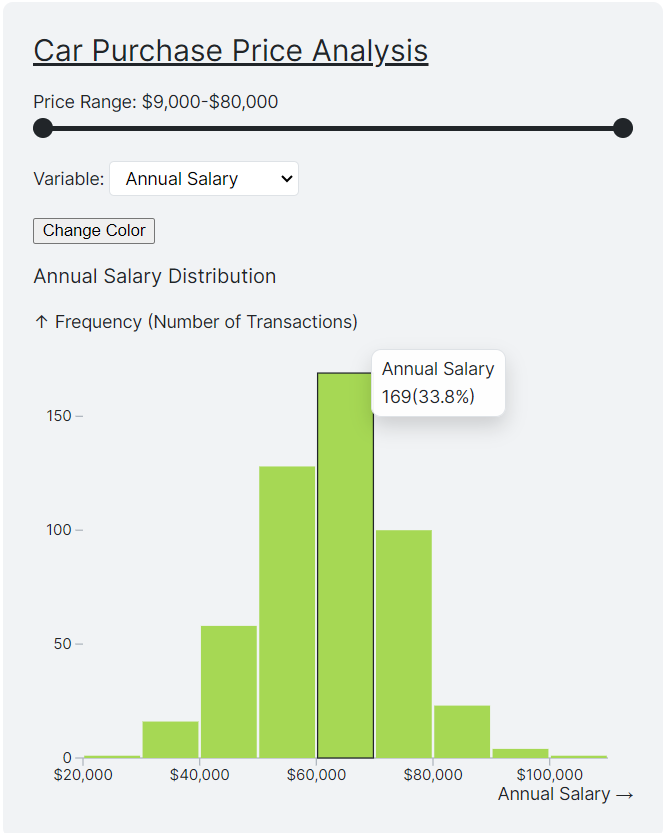 Car Purchase Price Analysis
Price Range: $9,000-$80,000
Variable: Annual Salary
Change Color
Annual Salary Distribution
↑ Frequency (Number of Transactions)
Annual Salary
169(33.8%)
150
100
50
0
$20,000 $40,000 $60,000 $80,000 $100,000
Annual Salary →